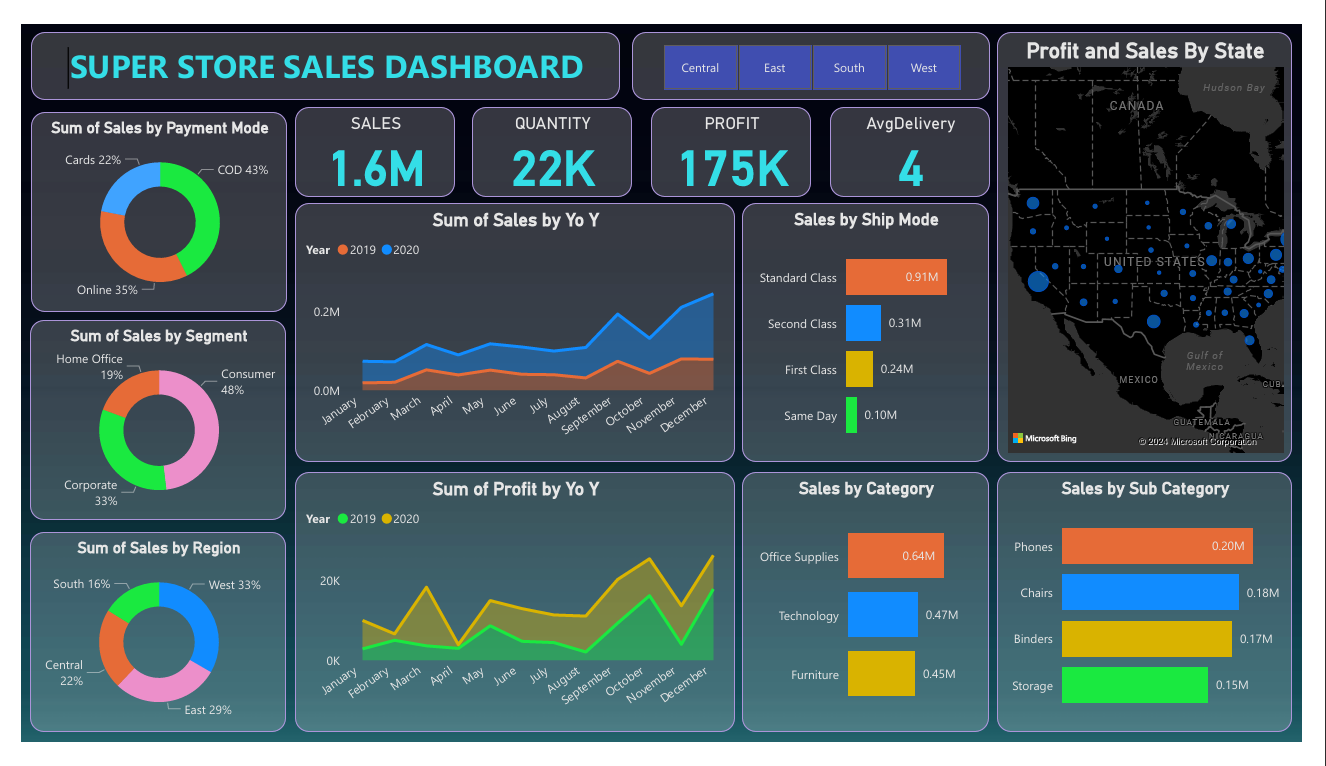 SUPER STORE SALES DASHBOARD
Central
East
South
West
Profit and Sales By State
Hudson Bay
CANADA
UNITED STATES
Gulf of
Mexico
MEXICO
CUB
GUATEMALA
NICARAGUA
Microsoft Bing
© 2024 Microsoft Corporation
Sum of Sales by Payment Mode
Cards 22%
COD 43%
Online 35%
SALES
1.6M
QUANTITY
22K
PROFIT
175K
AvgDelivery
4
Sum of Sales by Yo Y
Year 2019 2020
0.2M
0.0M
January
February
March
April
May
June
July
August
September
October
November
December
Sales by Ship Mode
Standard Class 0.91M
Second Class 0.31M
First Class 0.24M
Same Day 0.10M
Sum of Sales by Segment
Home Office
19%
Consumer
48%
Corporate
33%
Sum of Sales by Region
South 16%
West 33%
Central
22%
East 29%
Sum of Profit by Yo Y
Year 2019 2020
20K
0K
January
February
March
April
May
June
July
August
September
October
November
December
Sales by Category
Office Supplies 0.64M
Technology 0.47M
Furniture 0.45M
Sales by Sub Category
Phones 0.20M
Chairs 0.18M
Binders 0.17M
Storage 0.15M